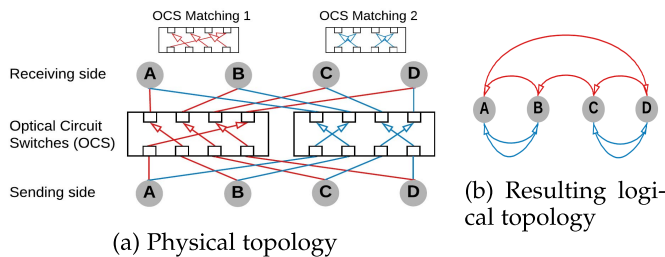 OCS Matching 1 OCS Matching 2
Receiving side A B C D
Optical Circuit
Switches (OCS)
Sending side A B C D
(a) Physical topology
A B C D
(b) Resulting logi-
cal topology